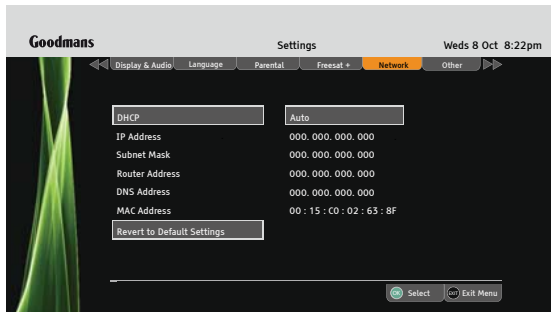 Goodmans Settings Weds 8 Oct 8:22pm
Display & Audio Language Parental Freesat + Network Other
DHCP Auto
IP Address 000. 000. 000. 000
Subnet Mask 000. 000. 000. 000
Router Address 000. 000. 000. 000
DNS Address 000. 000. 000. 000
MAC Address 00 : 15 : C0 : 02 : 63 : 8F
Revert to Default Settings
OK Select EXIT Exit Menu